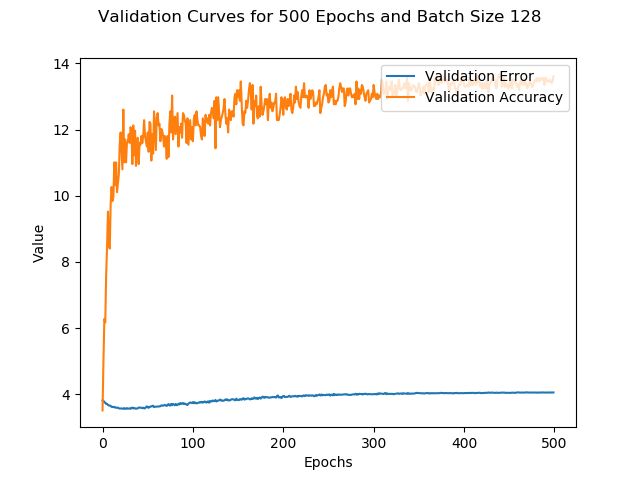 Validation Curves for 500 Epochs and Batch Size 128
14
12
10
8
6
4
Value
Validation Error
Validation Accuracy
0 100 200 300 400 500
Epochs